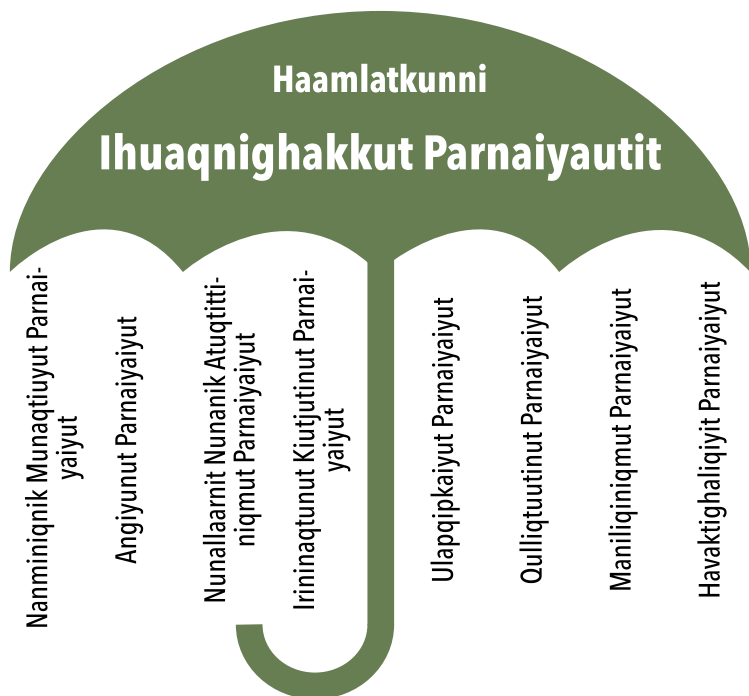 Haamlatkunni
Ihuaqnighakkut Parnaiyautit
Nanminiqnik Munaqtiuyut Parnai-
yaiyut
Angiyunut Parnaiyaiyut
Nunallaarnit Nunanik Atuqtitti-
niqmut Parnaiyaiyut
Irininaqtunut Kiutjutinut Parnai-
yaiyut
Ulapqipkaiyut Parnaiyaiyut
Qulliqtuutinut Parnaiyaiyut
Maniliqiniqmut Parnaiyaiyut
Havaktighaliqiyit Parnaiyaiyut